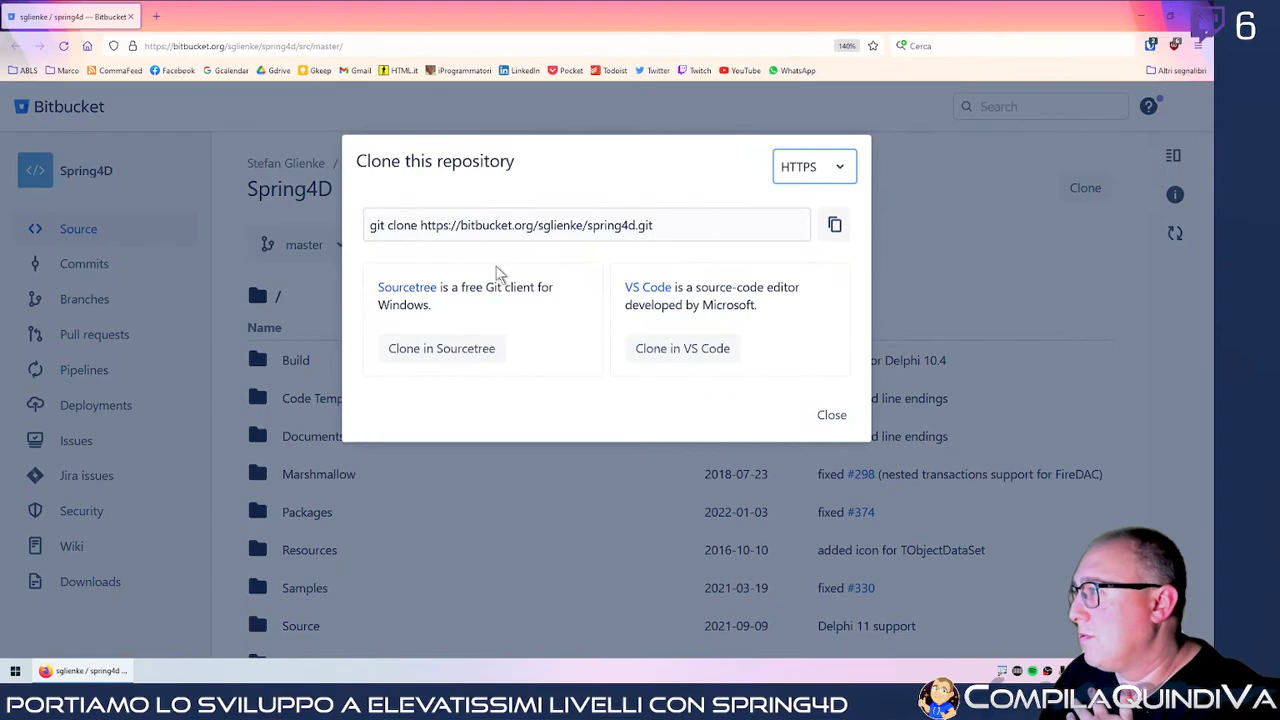 sglienke / spring4d — Bitbucket
6
https://bitbucket.org/sglienke/spring4d/src/master/
140%
Cerca
ABLS
Marco
CommaFeed
Facebook
Gcalendar
Gdrive
Gkeep
Gmail
HTML.it
iProgrammatori
LinkedIn
Pocket
Todoist
Twitter
Twitch
YouTube
WhatsApp
Altri segnalibri
Bitbucket
Search
Spring4D
Source
Commits
Branches
Pull requests
Pipelines
Deployments
Issues
Jira issues
Security
Wiki
Downloads
Stefan Glienke /
Spring4D
Clone
master
/
Name
Clone this repository
HTTPS
git clone https://bitbucket.org/sglienke/spring4d.git
Sourcetree is a free Git client for
Windows.
Clone in Sourcetree
VS Code is a source-code editor
developed by Microsoft.
Clone in VS Code
Close
Build
or Delphi 10.4
Code Temp
d line endings
Documents
d line endings
Marshmallow 2018-07-23 fixed #298 (nested transactions support for FireDAC)
Packages 2022-01-03 fixed #374
Resources 2016-10-10 added icon for TObjectDataSet
Samples 2021-03-19 fixed #330
Source 2021-09-09 Delphi 11 support
sglienke / spring4d ...
PORTIAMO LO SVILUPPO A ELEVATISSIMI LIVELLI CON SPRING4D
COMPILAQUINDIVA